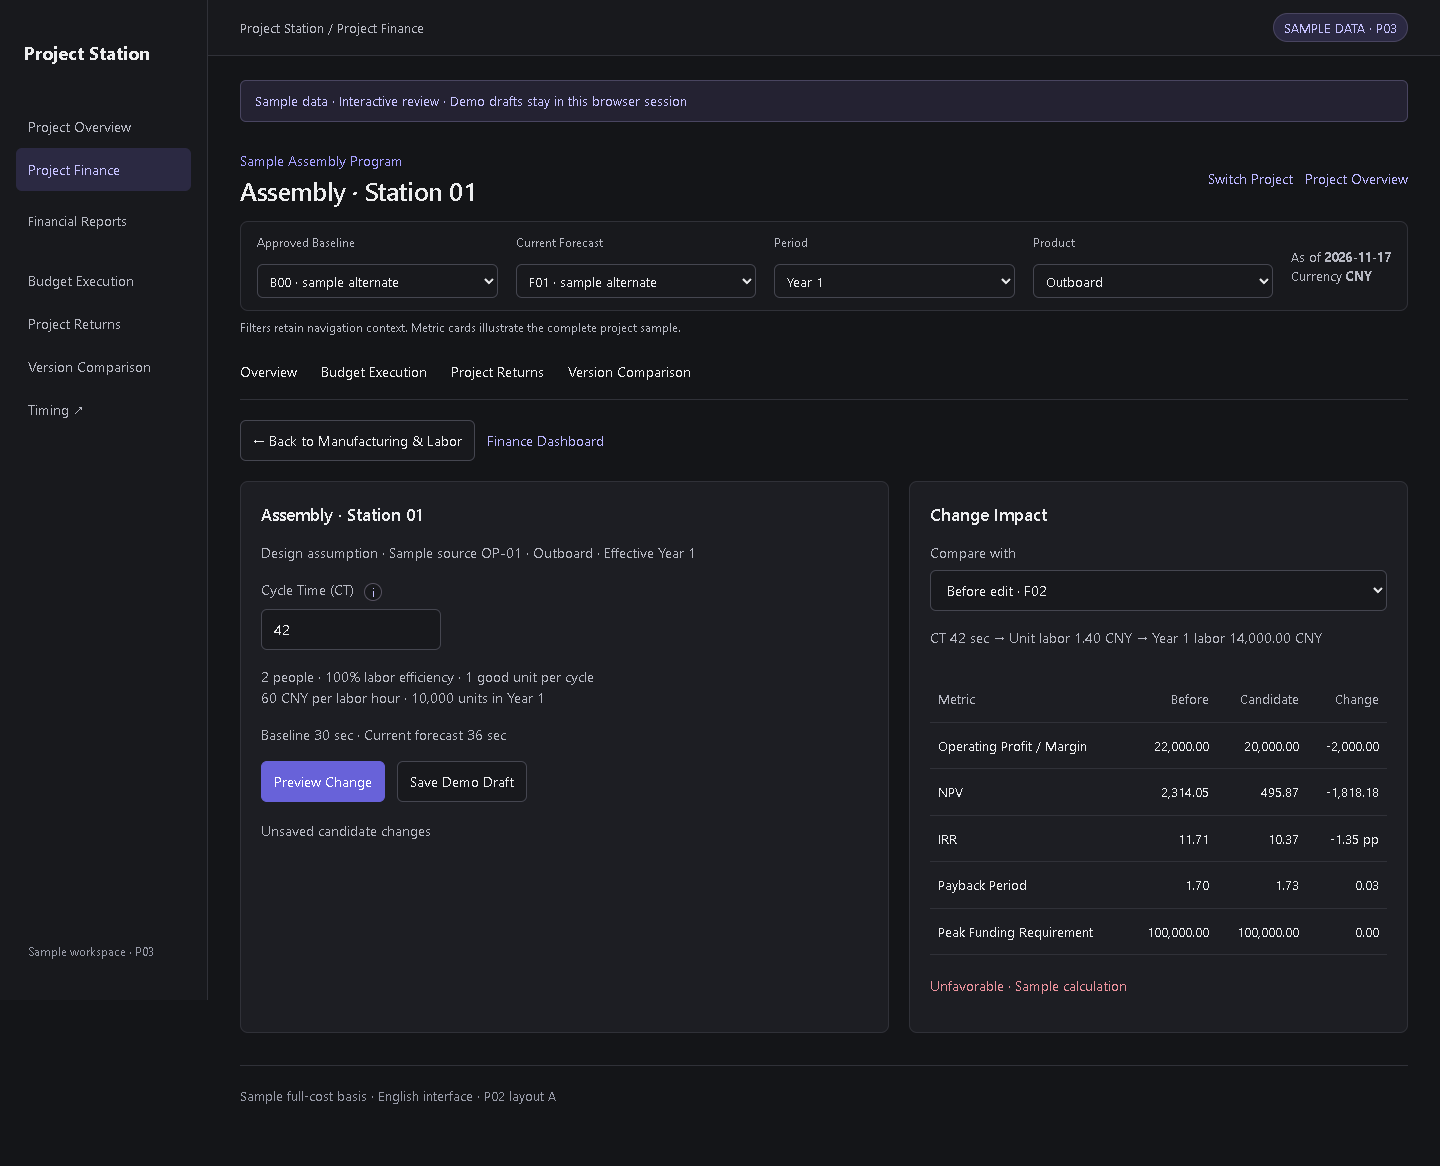 Project Station
Project Overview
Project Finance
Financial Reports
Budget Execution
Project Returns
Version Comparison
Timing ↗
Sample workspace · P03
Project Station / Project Finance
SAMPLE DATA · P03
Sample data · Interactive review · Demo drafts stay in this browser session
Sample Assembly Program
Assembly · Station 01
Switch Project Project Overview
Approved Baseline Current Forecast Period Product
B00 · sample alternate F01 · sample alternate Year 1 Outboard
As of 2026-11-17
Currency CNY
Filters retain navigation context. Metric cards illustrate the complete project sample.
Overview Budget Execution Project Returns Version Comparison
← Back to Manufacturing & Labor Finance Dashboard
Assembly · Station 01
Design assumption · Sample source OP-01 · Outboard · Effective Year 1
Cycle Time (CT) i
42
2 people · 100% labor efficiency · 1 good unit per cycle
60 CNY per labor hour · 10,000 units in Year 1
Baseline 30 sec · Current forecast 36 sec
Preview Change Save Demo Draft
Unsaved candidate changes
Change Impact
Compare with
Before edit · F02
CT 42 sec → Unit labor 1.40 CNY → Year 1 labor 14,000.00 CNY
Metric Before Candidate Change
Operating Profit / Margin 22,000.00 20,000.00 -2,000.00
NPV 2,314.05 495.87 -1,818.18
IRR 11.71 10.37 -1.35 pp
Payback Period 1.70 1.73 0.03
Peak Funding Requirement 100,000.00 100,000.00 0.00
Unfavorable · Sample calculation
Sample full-cost basis · English interface · P02 layout A